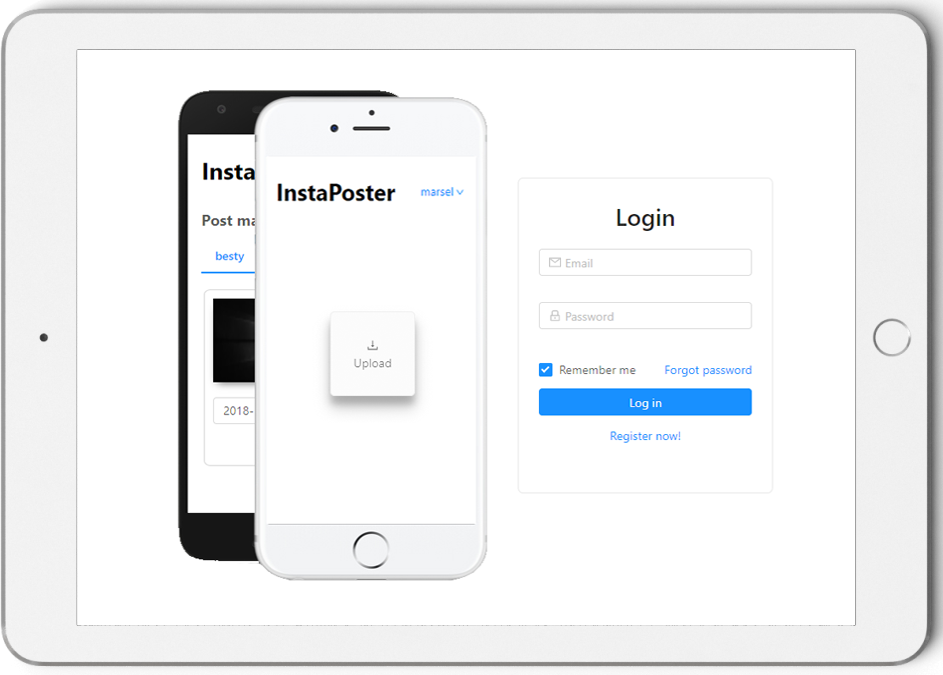 Insta
Post ma
besty
2018-
InstaPoster
marsel
Upload
Login
Email
Password
Remember me
Forgot password
Log in
Register now!